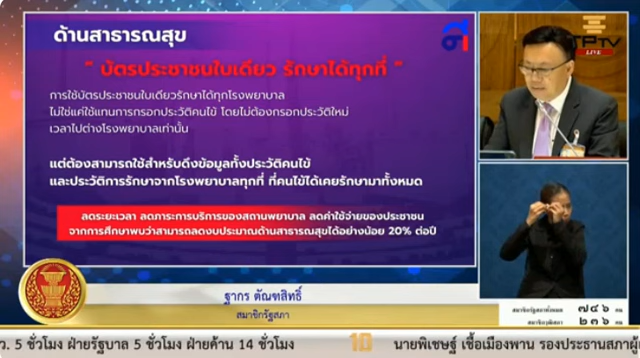 ด้านสาธารณสุข
" บัตรประชาชนใบเดียว รักษาได้ทุกที่ "
การใช้บัตรประชาชนใบเดียวรักษาได้ทุกโรงพยาบาล
ไม่ใช่แค่ใช้แทนการกรอกประวัติคนไข้ โดยไม่ต้องกรอกประวัติใหม่
เวลาไปต่างโรงพยาบาลเท่านั้น
แต่ต้องสามารถใช้สำหรับดึงข้อมูลทั้งประวัติคนไข้
และประวัติการรักษาจากโรงพยาบาลทุกที่ ที่คนไข้ได้เคยรักษามาทั้งหมด
ลดระยะเวลา ลดภาระการบริการของสถานพยาบาล ลดค่าใช้จ่ายของประชาชน
จากการศึกษาพบว่าสามารถลดงบประมาณด้านสาธารณสุขได้อย่างน้อย 20% ต่อปี
TPTV
LIVE
ฐากร ตัณฑสิทธิ์
สมาชิกรัฐสภา
สมาชิกรัฐสภาทั้งหมด ๗๔๖ คน
๒๓๖ คน
ว. 5 ชั่วโมง ฝ่ายรัฐบาล 5 ชั่วโมง ฝ่ายค้าน 14 ชั่วโมง 10 นายพิเชษฐ์ เชื้อเมืองพาน รองประธานสภาผู้